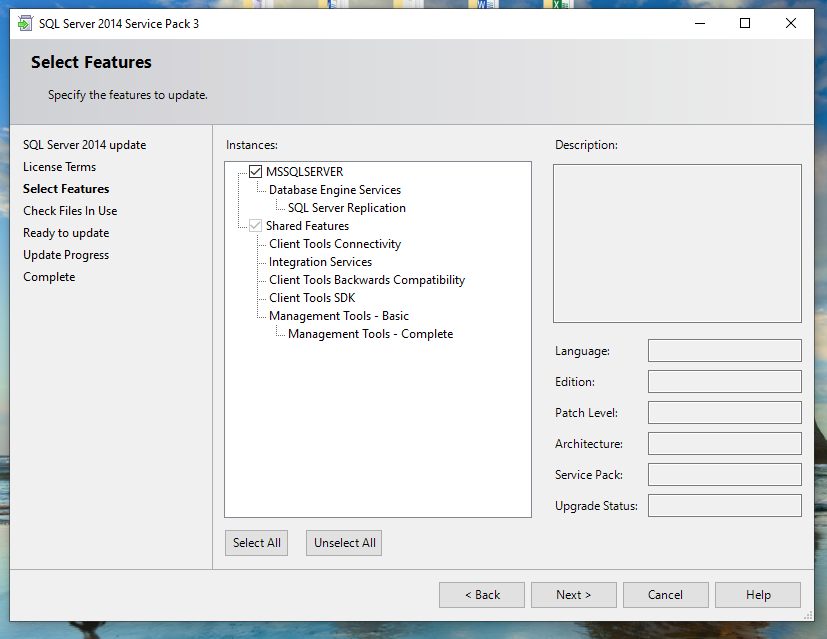 SQL Server 2014 Service Pack 3
Select Features
Specify the features to update.
SQL Server 2014 update
License Terms
Select Features
Check Files In Use
Ready to update
Update Progress
Complete
Instances:
MSSQLSERVER
Database Engine Services
SQL Server Replication
Shared Features
Client Tools Connectivity
Integration Services
Client Tools Backwards Compatibility
Client Tools SDK
Management Tools - Basic
Management Tools - Complete
Select All
Unselect All
Description:
Language:
Edition:
Patch Level:
Architecture:
Service Pack:
Upgrade Status:
< Back
Next >
Cancel
Help